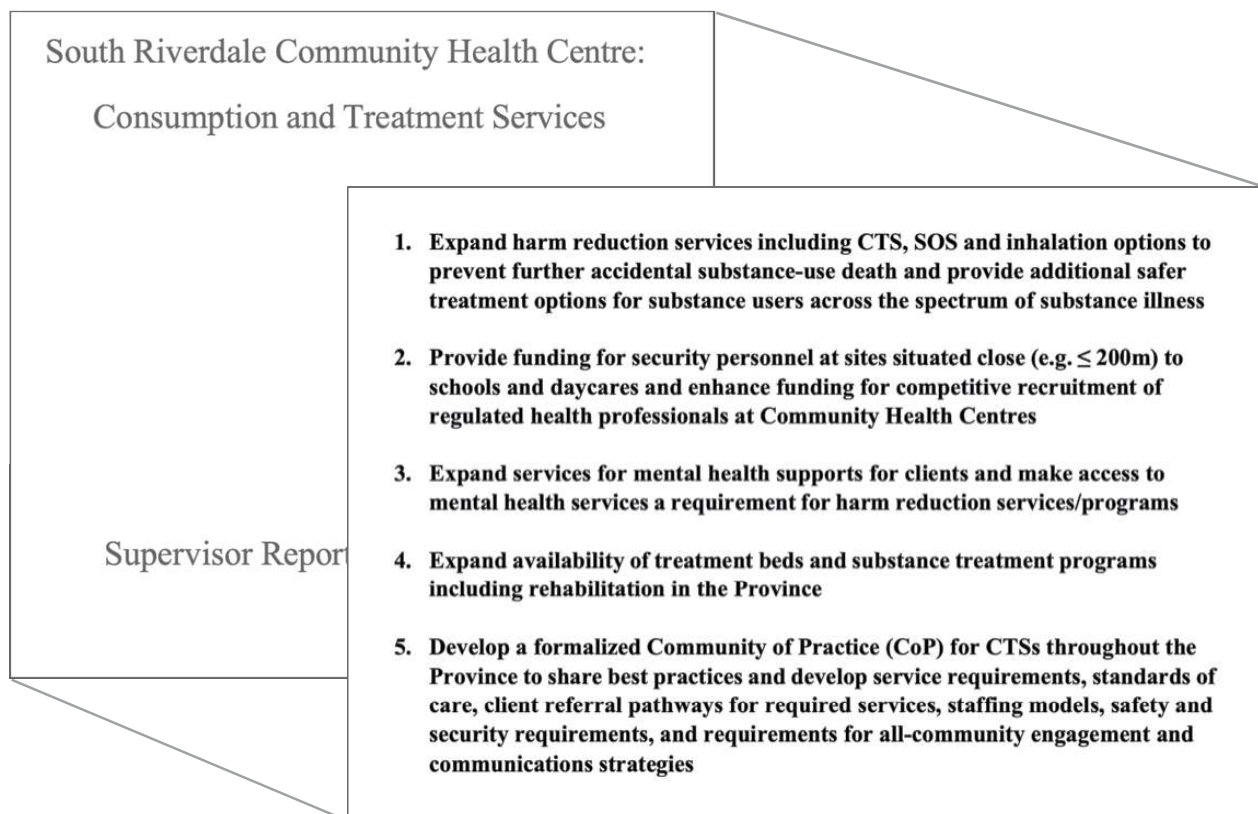 South Riverdale Community Health Centre:
Consumption and Treatment Services
Supervisor Report
1. Expand harm reduction services including CTS, SOS and inhalation options to
prevent further accidental substance-use death and provide additional safer
treatment options for substance users across the spectrum of substance illness
2. Provide funding for security personnel at sites situated close (e.g. ≤ 200m) to
schools and daycares and enhance funding for competitive recruitment of
regulated health professionals at Community Health Centres
3. Expand services for mental health supports for clients and make access to
mental health services a requirement for harm reduction services/programs
4. Expand availability of treatment beds and substance treatment programs
including rehabilitation in the Province
5. Develop a formalized Community of Practice (CoP) for CTSs throughout the
Province to share best practices and develop service requirements, standards of
care, client referral pathways for required services, staffing models, safety and
security requirements, and requirements for all-community engagement and
communications strategies